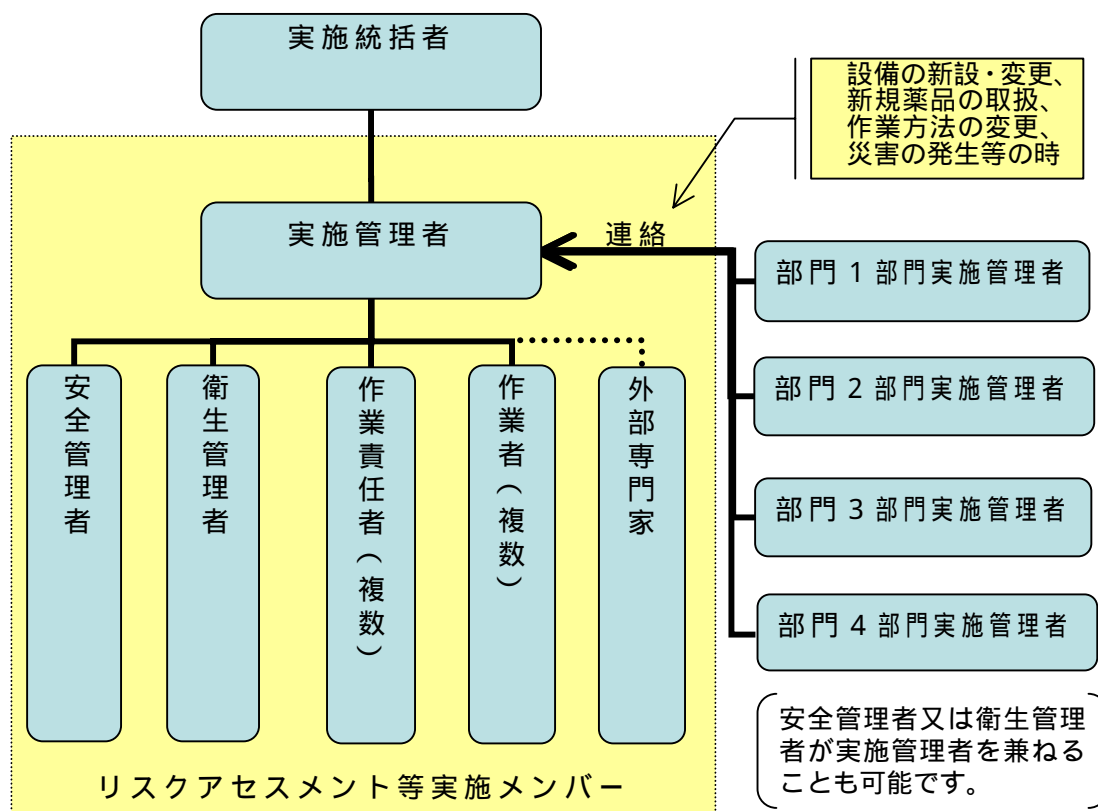 実施統括者
設備の新設・変更、
新規薬品の取扱、
作業方法の変更、
災害の発生等の時
実施管理者
連絡
部門1部門実施管理者
部門2部門実施管理者
部門3部門実施管理者
部門4部門実施管理者
安全管理者
衛生管理者
作業責任者(複数)
作業者(複数)
外部専門家
安全管理者又は衛生管理
者が実施管理者を兼ねる
ことも可能です。
リスクアセスメント等実施メンバー